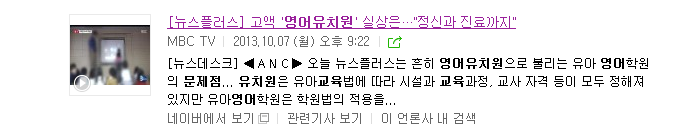 [뉴스플러스] 고액 '영어유치원' 실상은…"정신과 진료까지"
MBC TV | 2013.10.07 (월) 오후 9:22 |
[뉴스데스크] ◀ANC▶ 오늘 뉴스플러스는 흔히 영어유치원으로 불리는 유아 영어학원
의 문제점... 유치원은 유아교육법에 따라 시설과 교육과정, 교사 자격 등이 모두 정해져
있지만 유아영어학원은 학원법의 적용을...
네이버에서 보기 | 관련기사 보기 | 이 언론사 내 검색